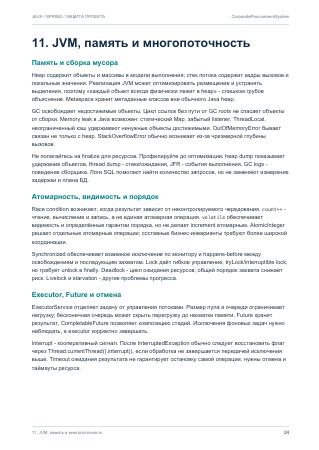 JAVA / SPRING / ЗАЩИТА ПРОЕКТА
CorporateProcurementSystem
11. JVM, память и многопоточность
Память и сборка мусора
Heap содержит объекты и массивы в модели выполнения; стек потока содержит кадры вызовов и
локальные значения. Реализация JVM может оптимизировать размещение и устранять
выделения, поэтому «каждый объект всегда физически лежит в heap» - слишком грубое
объяснение. Metaspace хранит метаданные классов вне обычного Java heap.
GC освобождает недостижимые объекты. Цикл ссылок без пути от GC roots не спасает объекты
от сборки. Memory leak в Java возможен: статический Map, забытый listener, ThreadLocal,
неограниченный кэш удерживают ненужные объекты достижимыми. OutOfMemoryError бывает
связан не только с heap. StackOverflowError обычно возникает из-за чрезмерной глубины
вызовов.
Не полагайтесь на finalize для ресурсов. Профилируйте до оптимизации: heap dump показывает
удержание объектов, thread dump - стеки/ожидания, JFR - события выполнения, GC logs -
поведение сборщика. Логи SQL помогают найти количество запросов, но не заменяют измерение
задержки и плана БД.
Атомарность, видимость и порядок
Race condition возникает, когда результат зависит от неконтролируемого чередования. count++ -
чтение, вычисление и запись, а не единая атомарная операция. volatile обеспечивает
видимость и определённые гарантии порядка, но не делает increment атомарным. AtomicInteger
решает отдельные атомарные операции; составные бизнес-инварианты требуют более широкой
координации.
Synchronized обеспечивает взаимное исключение по монитору и happens-before между
освобождением и последующим захватом. Lock даёт гибкое управление, tryLock/interruptible lock,
но требует unlock в finally. Deadlock - цикл ожидания ресурсов; общий порядок захвата снижает
риск. Livelock и starvation - другие проблемы прогресса.
Executor, Future и отмена
ExecutorService отделяет задачу от управления потоками. Размер пула и очереди ограничивает
нагрузку; бесконечная очередь может скрыть перегрузку до нехватки памяти. Future хранит
результат, CompletableFuture позволяет композицию стадий. Исключения фоновых задач нужно
наблюдать, а executor корректно завершать.
Interrupt - кооперативный сигнал. После InterruptedException обычно следует восстановить флаг
через Thread.currentThread().interrupt(), если обработка не завершается передачей исключения
выше. Timeout ожидания результата не гарантирует остановку самой операции; нужны отмена и
таймауты ресурса.
11. JVM, память и многопоточность
24